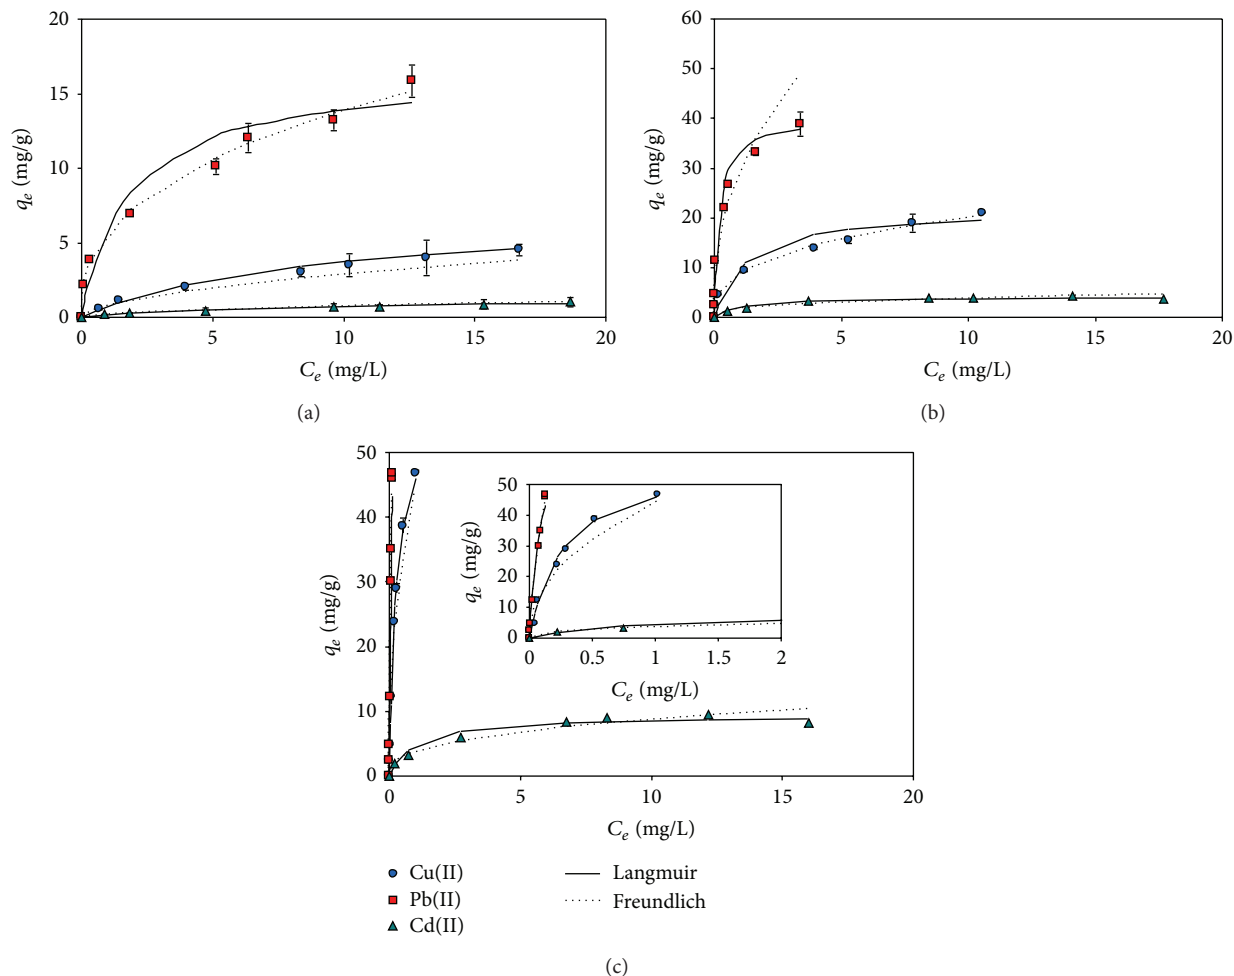 20
15
10
5
0
q_e (mg/g)
0 5 10 15 20
C_e (mg/L)
(a)
60
50
40
30
20
10
0
q_e (mg/g)
0 5 10 15 20
C_e (mg/L)
(b)
50
40
30
20
10
0
q_e (mg/g)
50
40
30
20
10
0
q_e (mg/g)
0 0.5 1 1.5 2
C_e (mg/L)
0 5 10 15 20
C_e (mg/L)
Cu(II) Langmuir
Pb(II) Freundlich
Cd(II)
(c)